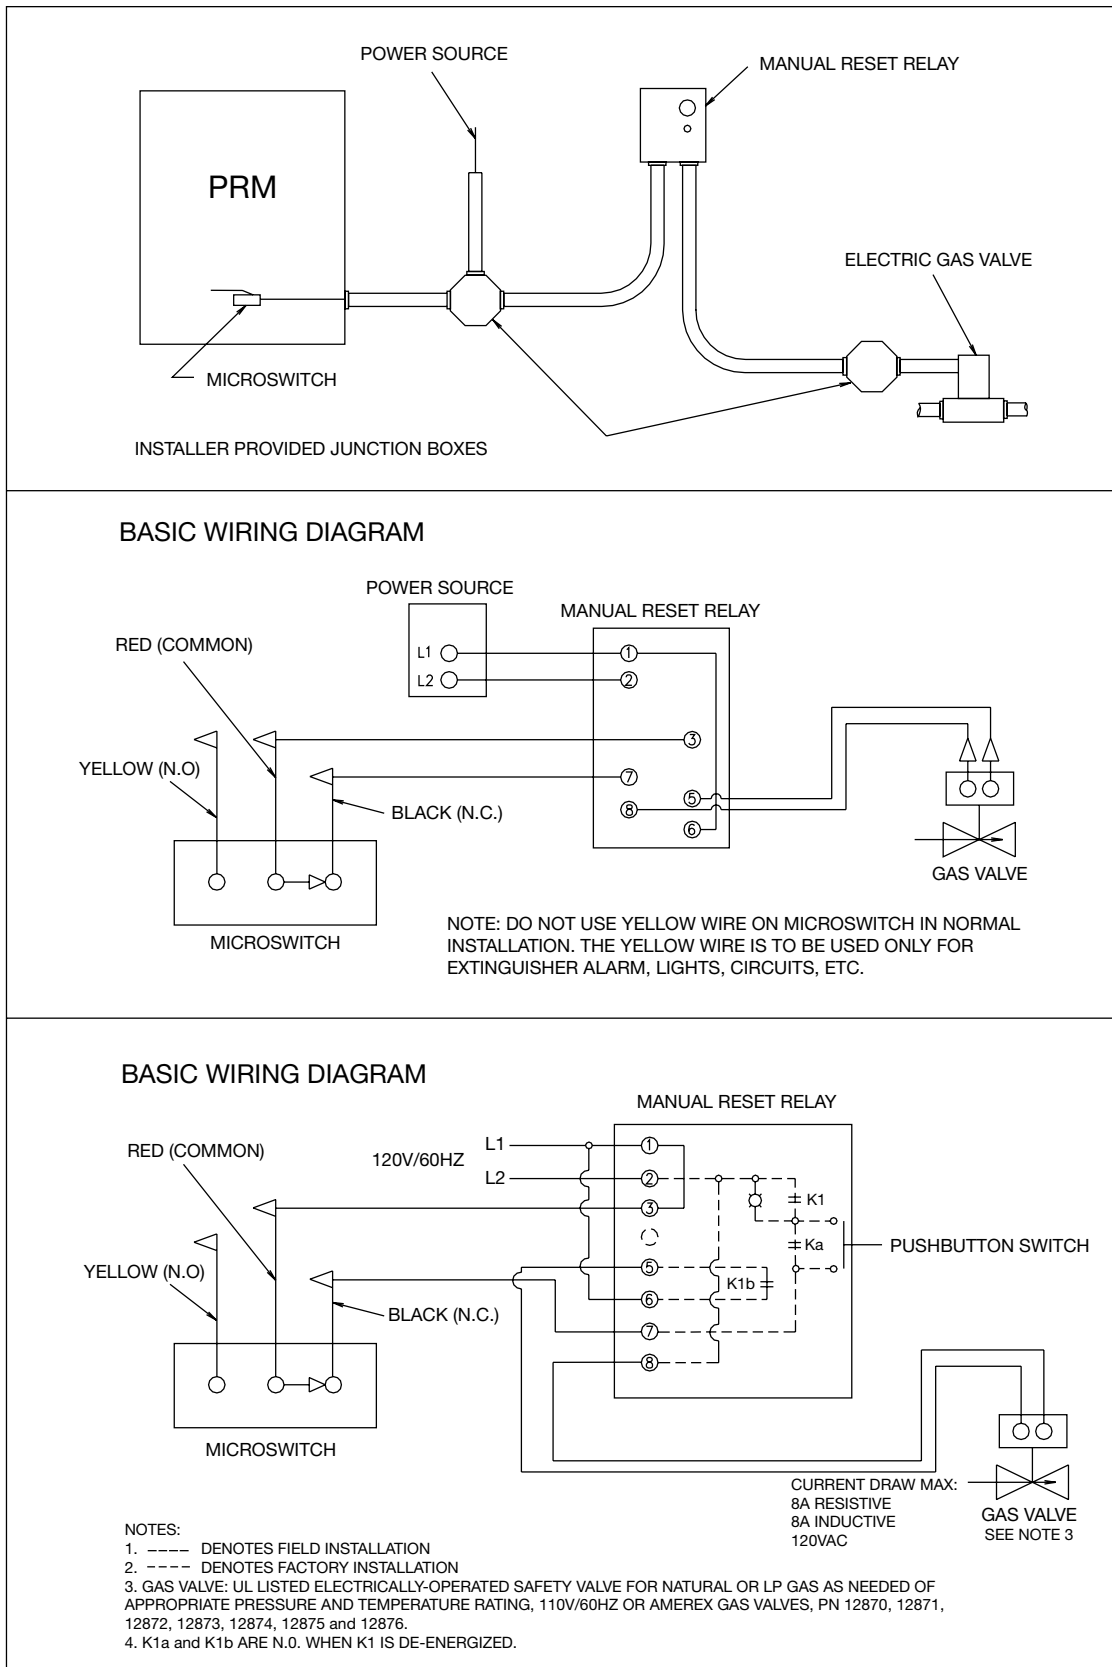 POWER SOURCE
MANUAL RESET RELAY
PRM
ELECTRIC GAS VALVE
MICROSWITCH
INSTALLER PROVIDED JUNCTION BOXES
BASIC WIRING DIAGRAM
POWER SOURCE
MANUAL RESET RELAY
RED (COMMON)
L1
1
L2
2
3
YELLOW (N.O)
7
5
BLACK (N.C.)
8
6
GAS VALVE
MICROSWITCH
NOTE: DO NOT USE YELLOW WIRE ON MICROSWITCH IN NORMAL
INSTALLATION. THE YELLOW WIRE IS TO BE USED ONLY FOR
EXTINGUISHER ALARM, LIGHTS, CIRCUITS, ETC.
BASIC WIRING DIAGRAM
MANUAL RESET RELAY
RED (COMMON)
L1
120V/60HZ
L2
1
2
3
K1
Ka
PUSHBUTTON SWITCH
YELLOW (N.O)
5
K1b
6
BLACK (N.C.)
7
8
MICROSWITCH
CURRENT DRAW MAX:
8A RESISTIVE
8A INDUCTIVE
120VAC
GAS VALVE
SEE NOTE 3
NOTES:
1. ---- DENOTES FIELD INSTALLATION
2. ---- DENOTES FACTORY INSTALLATION
3. GAS VALVE: UL LISTED ELECTRICALLY-OPERATED SAFETY VALVE FOR NATURAL OR LP GAS AS NEEDED OF
APPROPRIATE PRESSURE AND TEMPERATURE RATING, 110V/60HZ OR AMEREX GAS VALVES, PN 12870, 12871,
12872, 12873, 12874, 12875 and 12876.
4. K1a and K1b ARE N.0. WHEN K1 IS DE-ENERGIZED.